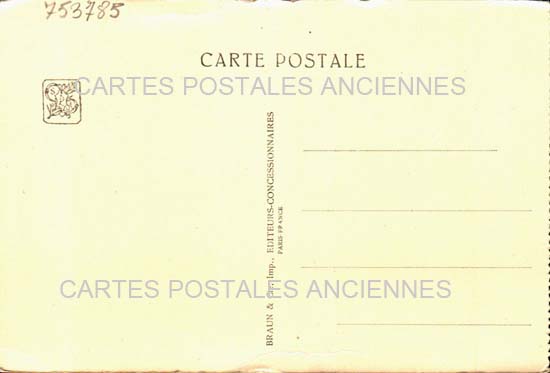 753785
CARTE POSTALE
CARTES POSTALES ANCIENNES
BRAUN & Cie, Imp., EDITEURS-CONCESSIONNAIRES
PARIS-FRANCE
CARTES POSTALES ANCIENNES